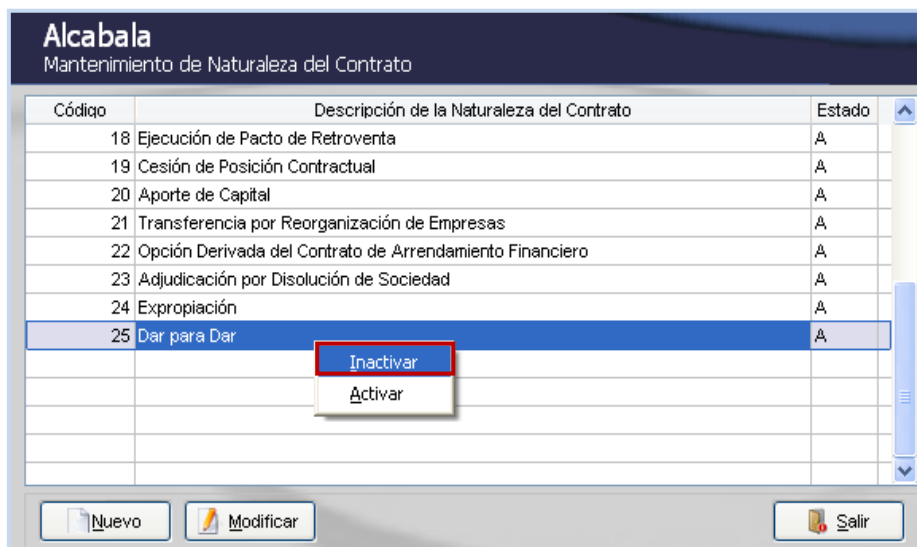 Alcabala
Mantenimiento de Naturaleza del Contrato
Código Descripción de la Naturaleza del Contrato Estado
18 Ejecución de Pacto de Retroventa A
19 Cesión de Posición Contractual A
20 Aporte de Capital A
21 Transferencia por Reorganización de Empresas A
22 Opción Derivada del Contrato de Arrendamiento Financiero A
23 Adjudicación por Disolución de Sociedad A
24 Expropiación A
25 Dar para Dar A
Inactivar
Activar
Nuevo Modificar Salir